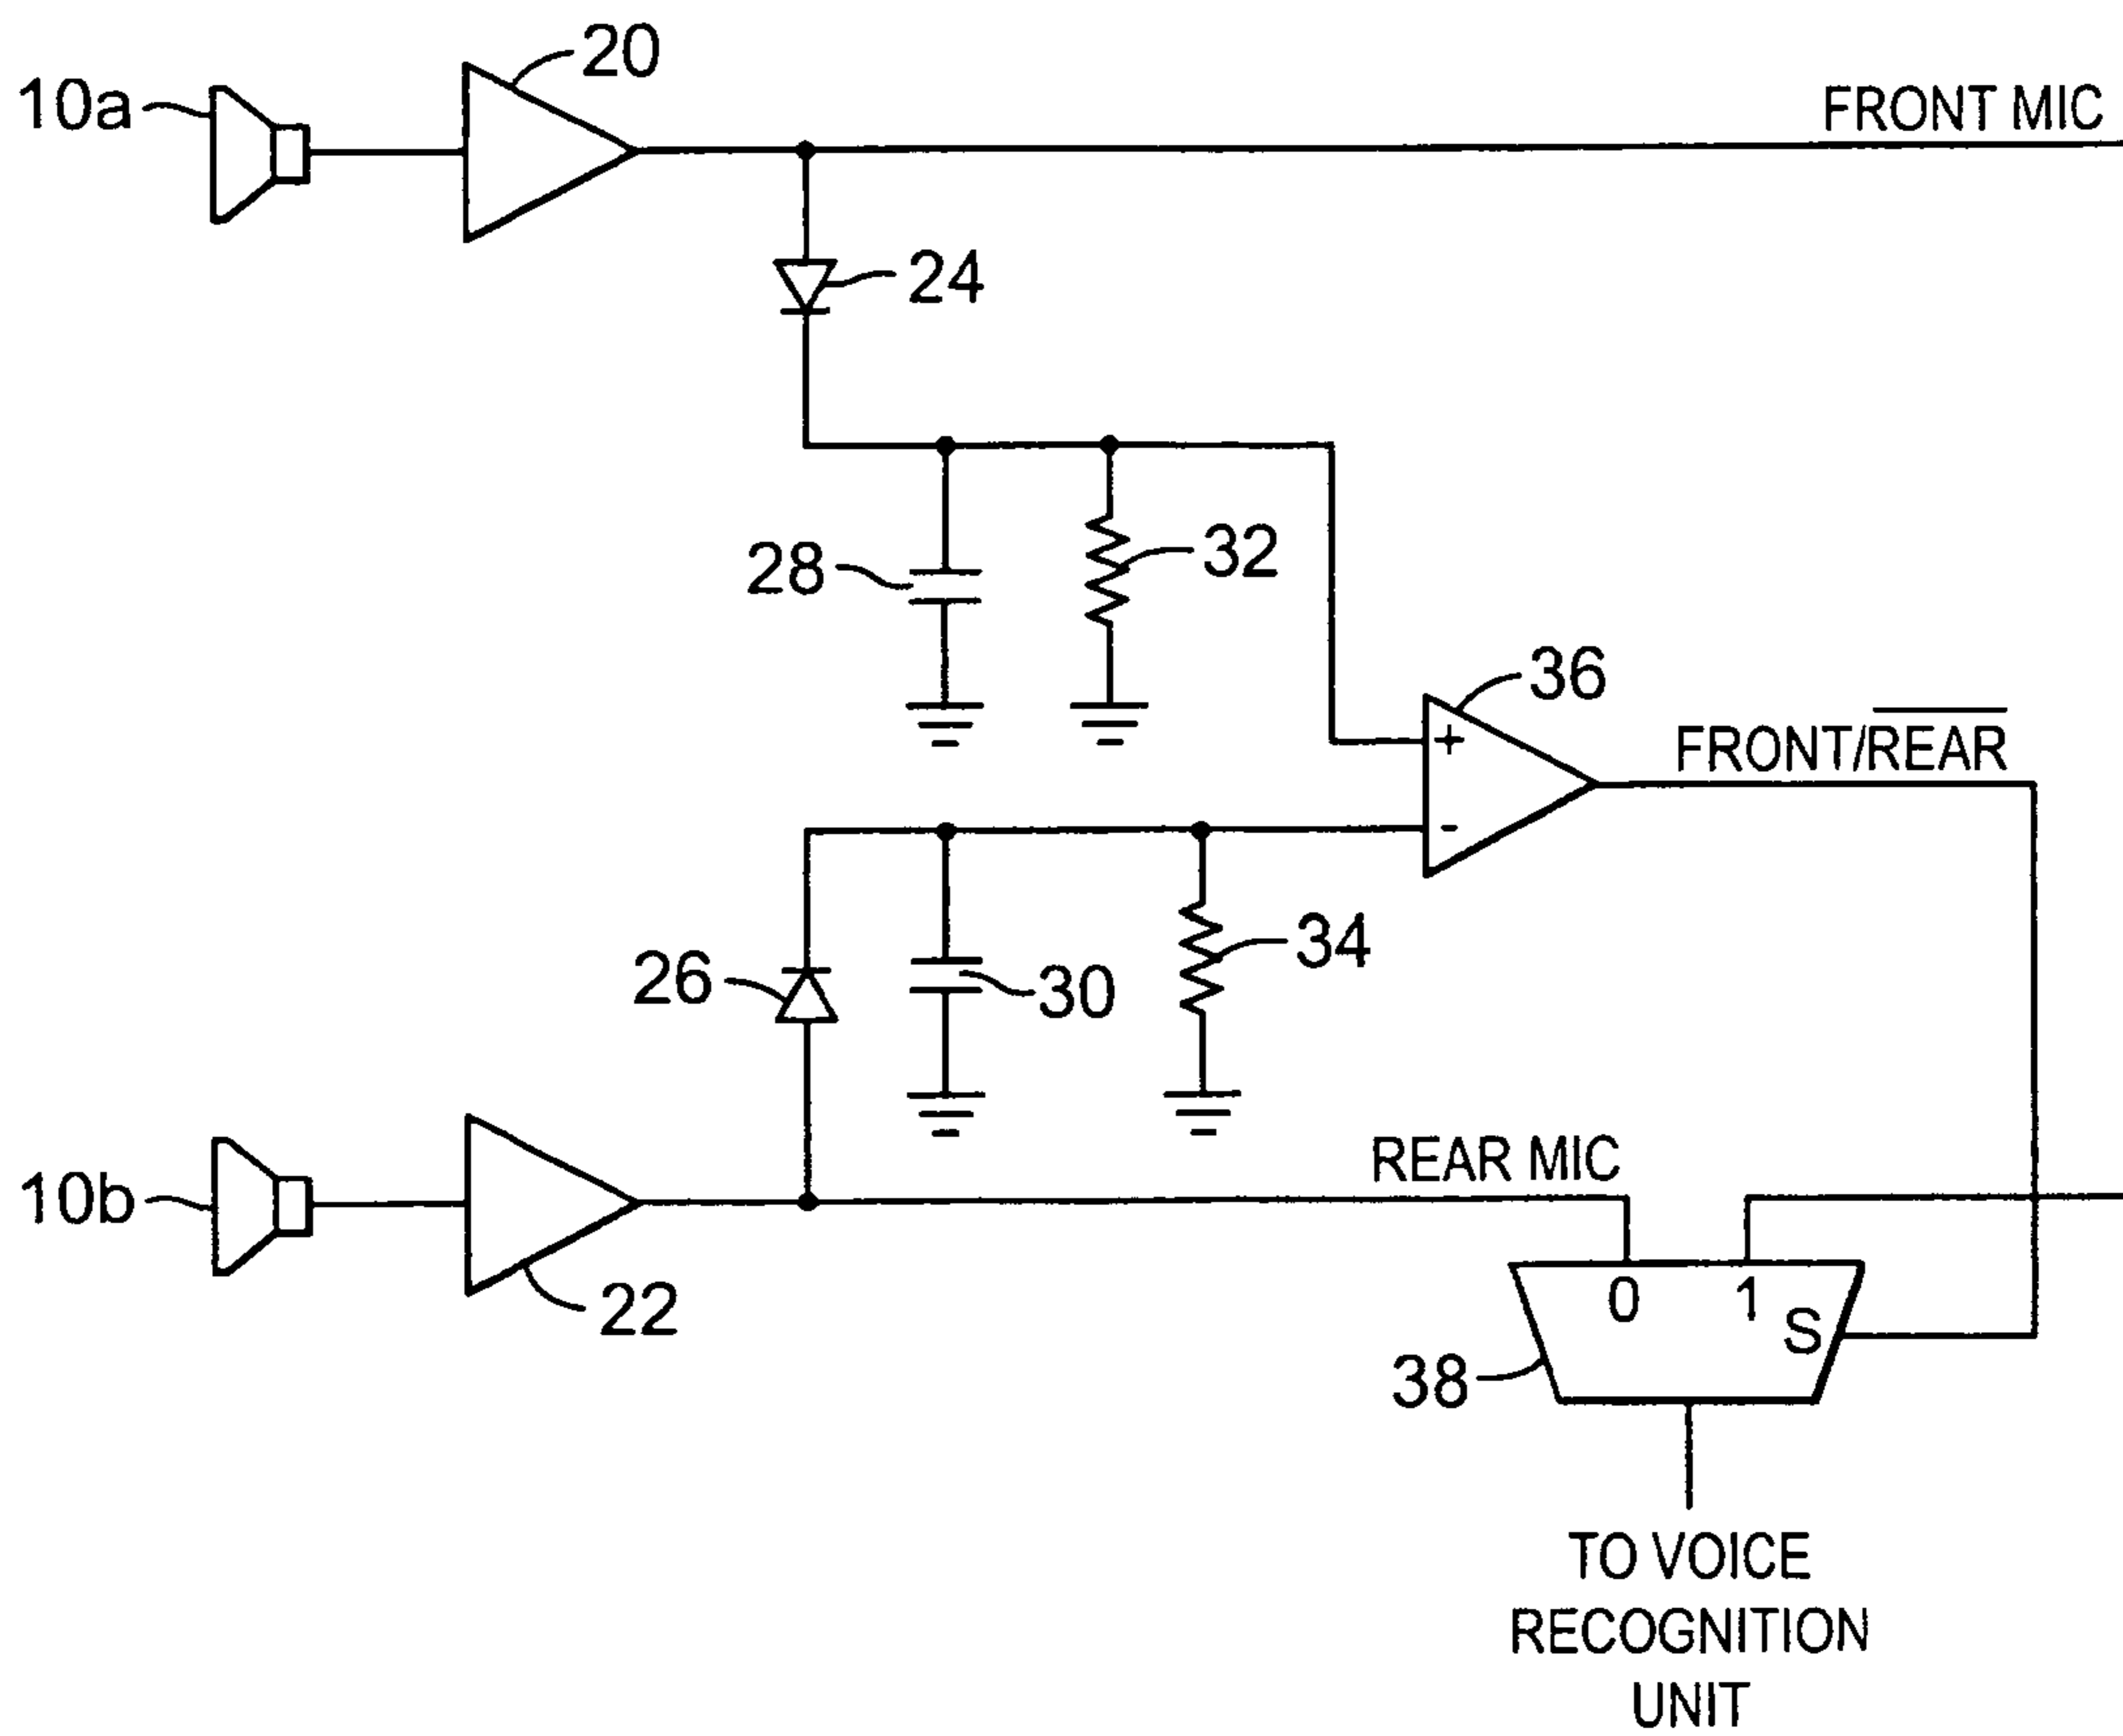 20
10a
FRONT MIC
24
28
32
36
+
FRONT/REAR
-
26
30
34
10b
REAR MIC
22
0 1 S
38
TO VOICE
RECOGNITION
UNIT